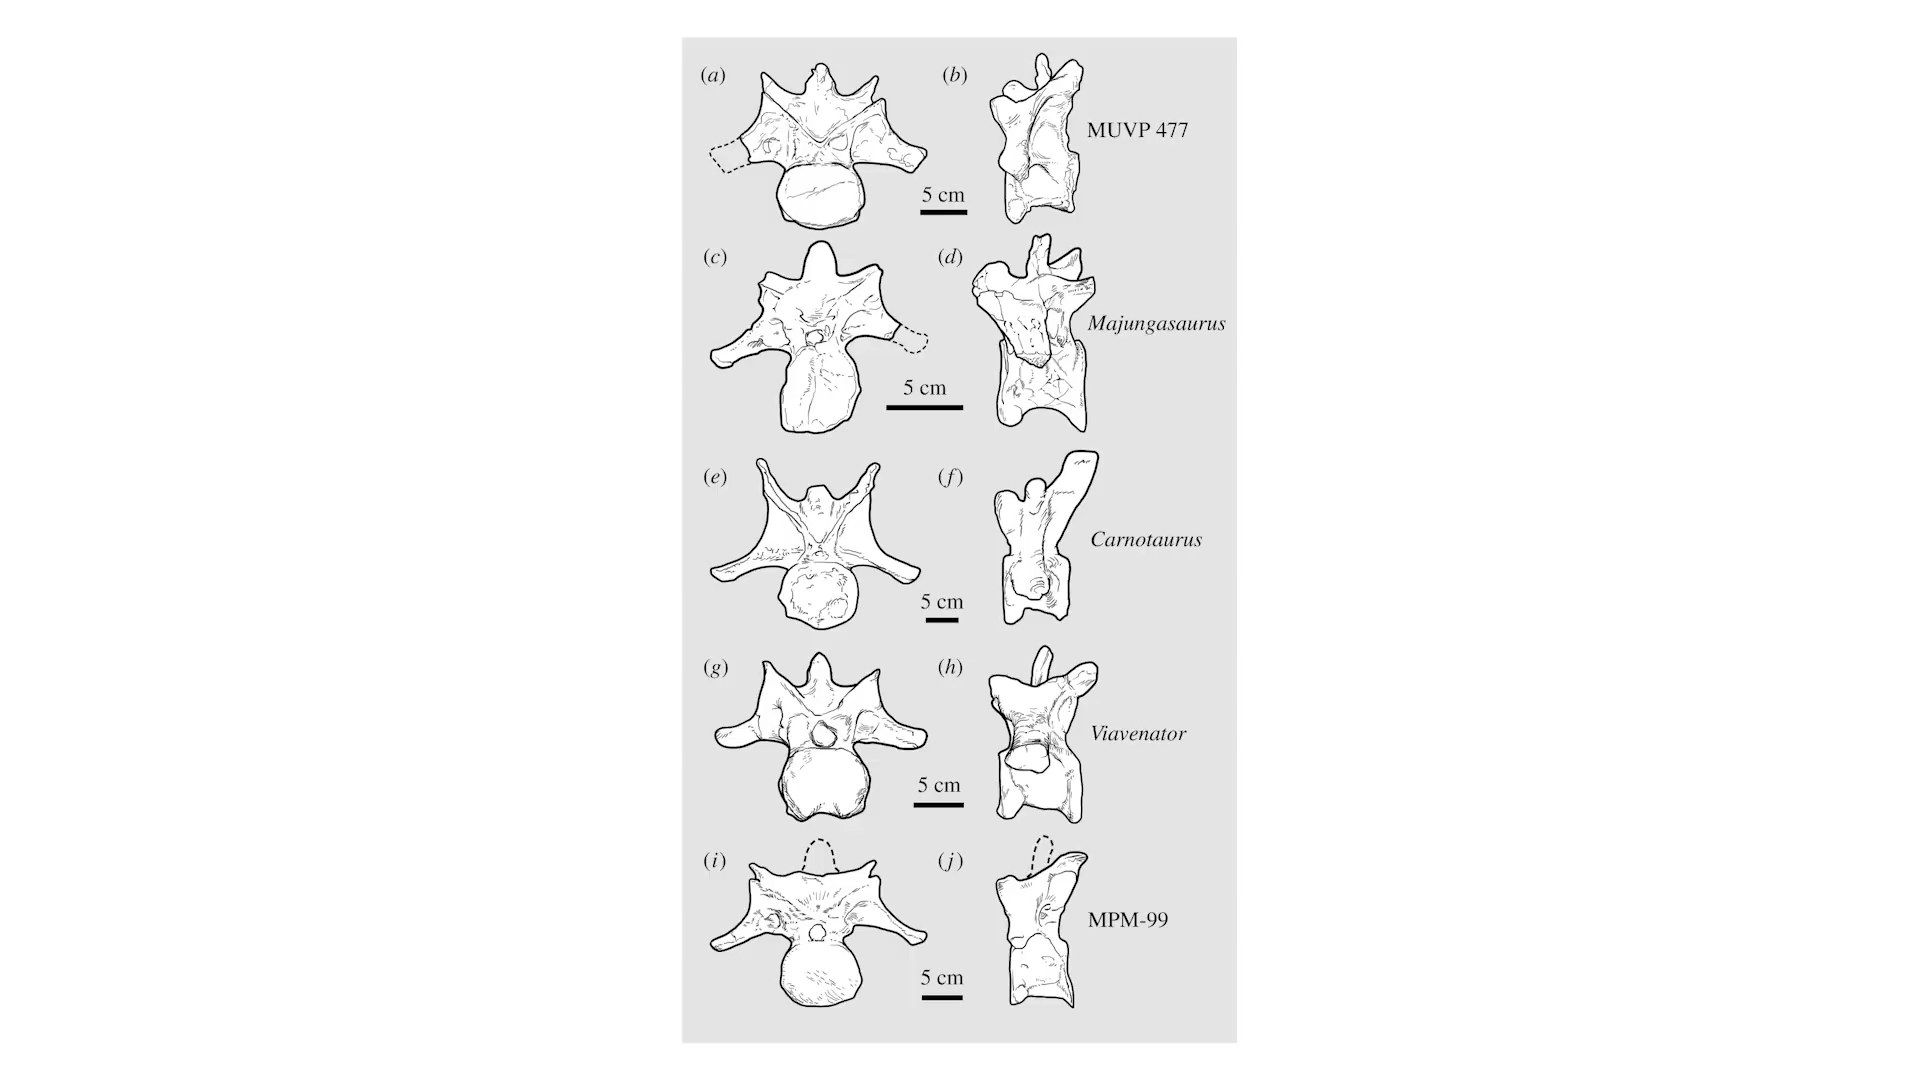 (a)
(b)
MUVP 477
5 cm
(c)
(d)
Majungasaurus
5 cm
(e)
(f)
Carnotaurus
5 cm
(g)
(h)
Viavenator
5 cm
(i)
(j)
MPM-99
5 cm